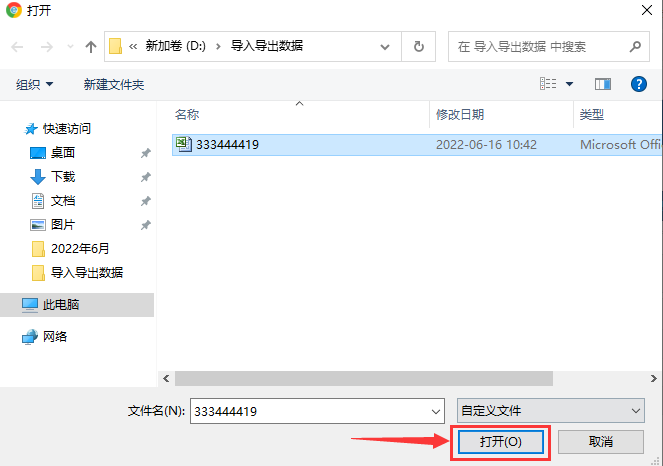 打开
« 新加卷 (D:) › 导入导出数据
在 导入导出数据 中搜索
组织 新建文件夹
快速访问
桌面
下载
文档
图片
2022年6月
导入导出数据
此电脑
网络
名称 修改日期 类型
333444419 2022-06-16 10:42 Microsoft Offi
文件名(N): 333444419 自定义文件
打开(O) 取消